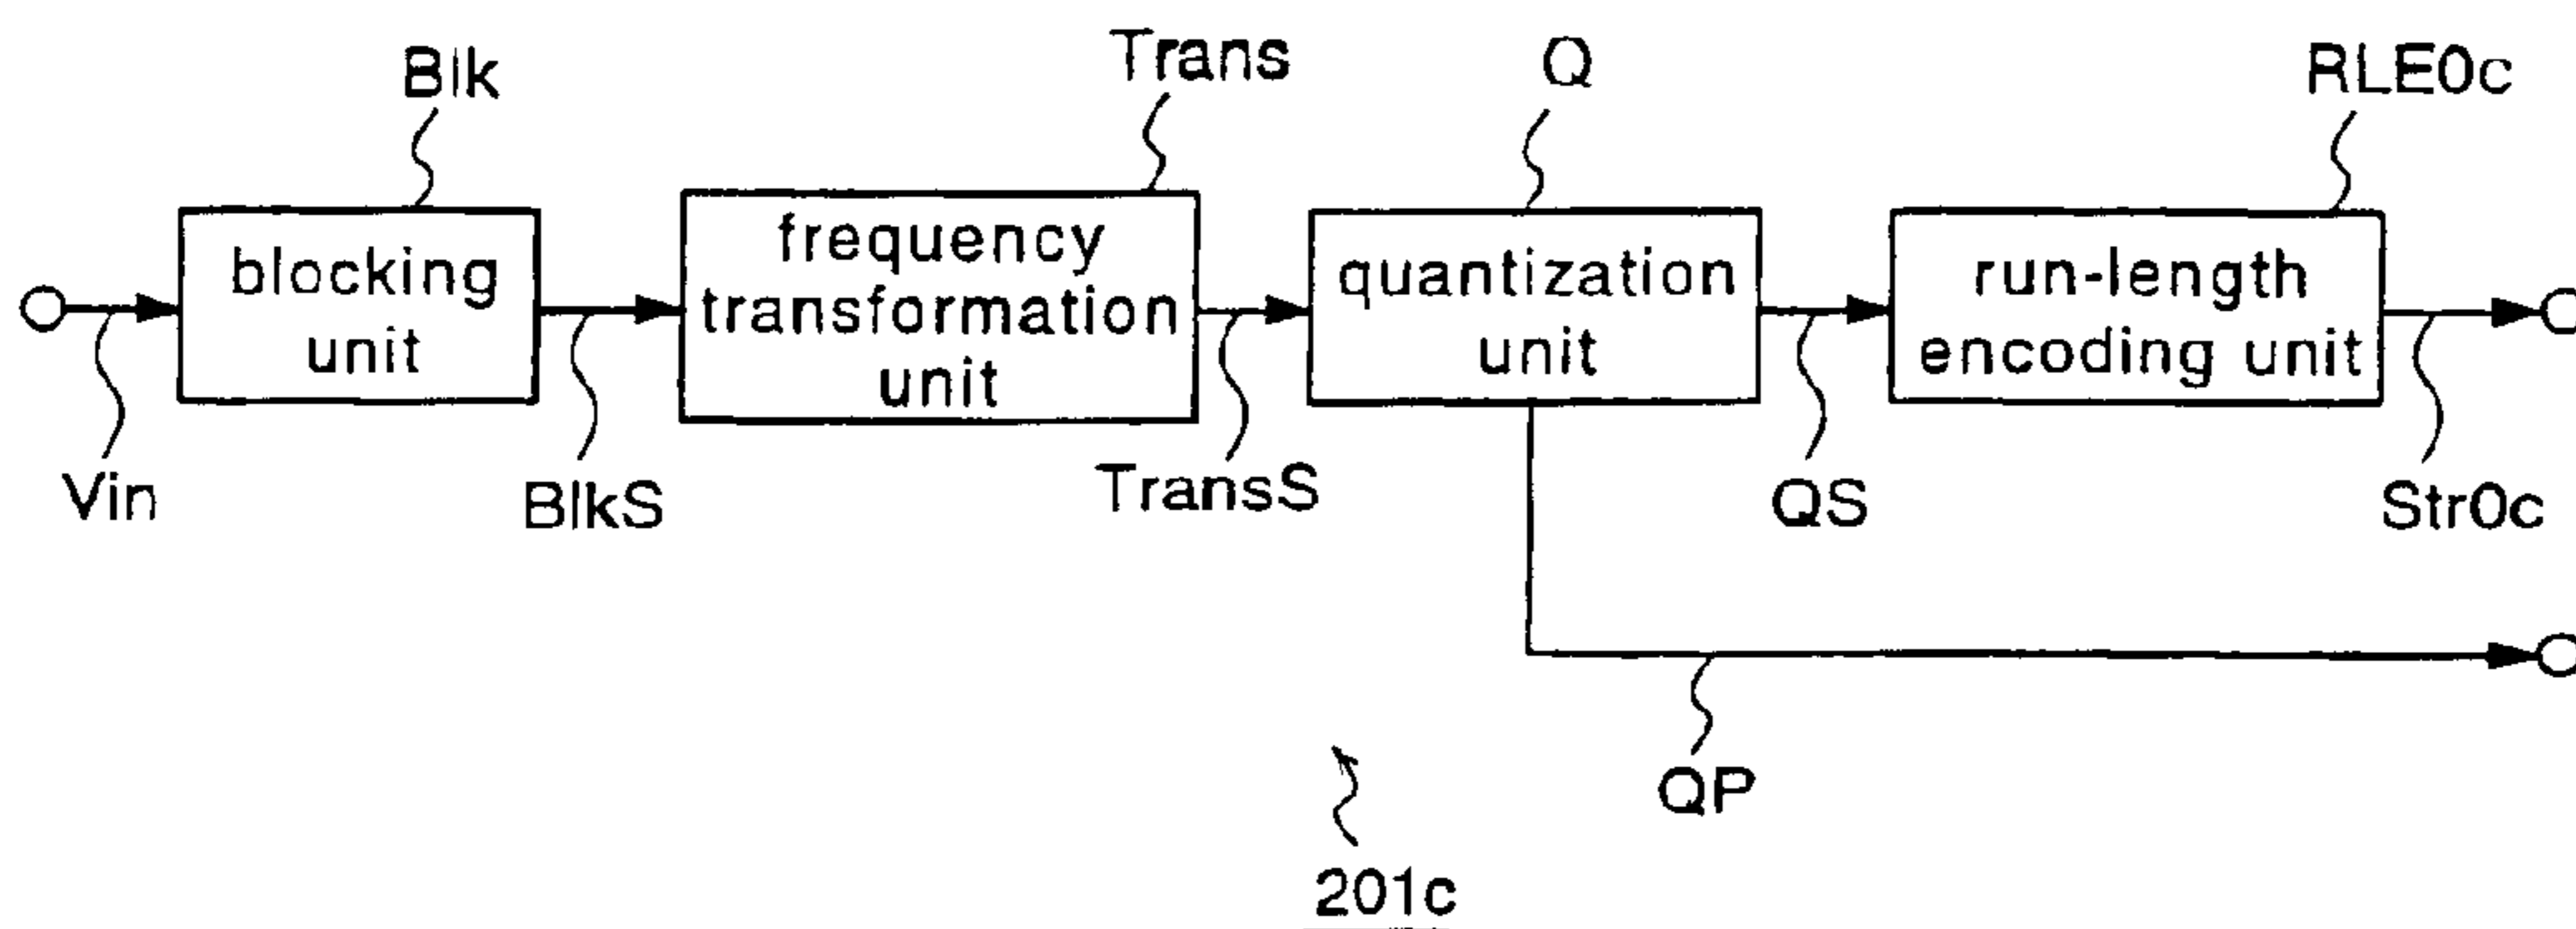 Blk
Trans
Q
RLE0c
blocking
unit
frequency
transformation
unit
quantization
unit
run-length
encoding unit
Vin
BlkS
TransS
QS
Str0c
QP
201c